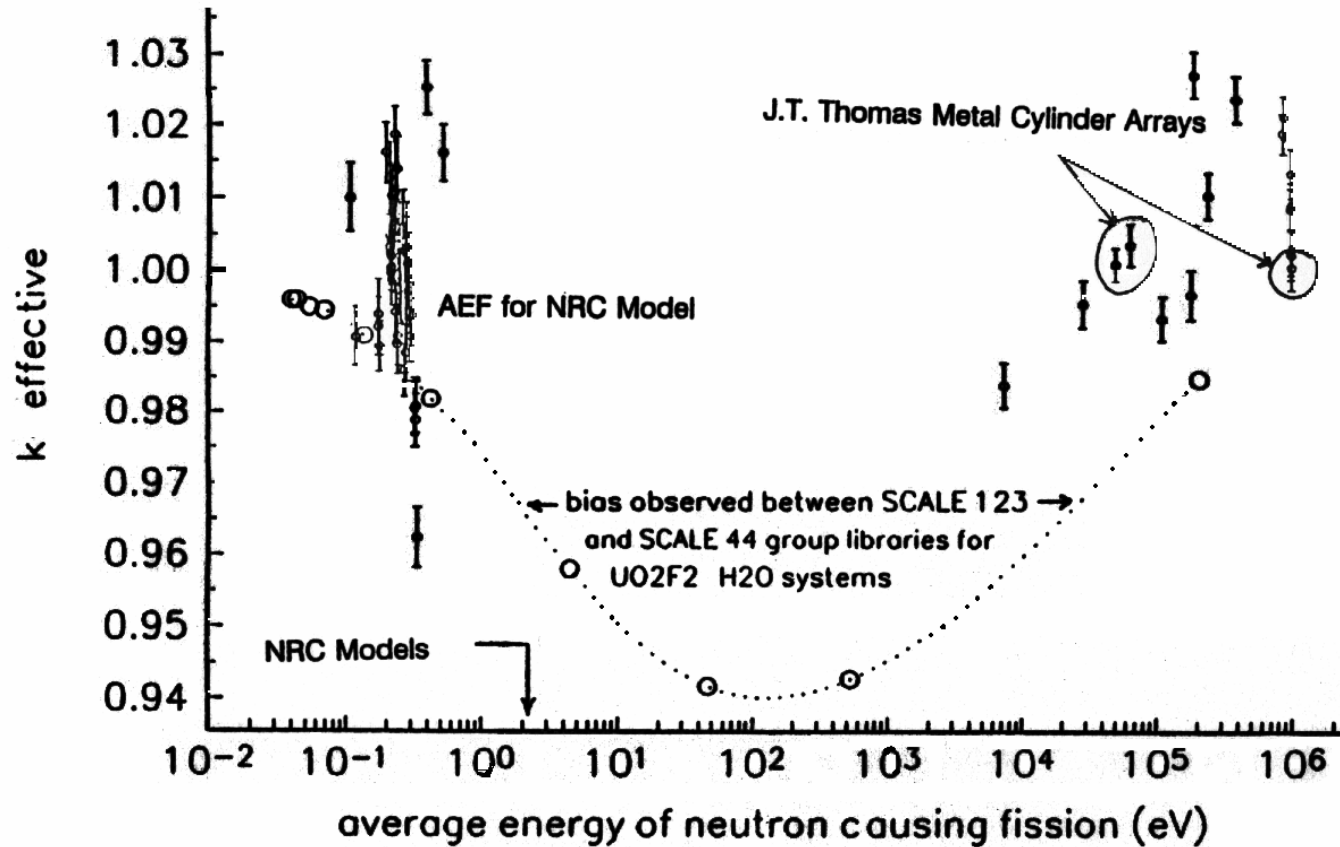 k effective
1.03
1.02
1.01
1.00
0.99
0.98
0.97
0.96
0.95
0.94
J.T. Thomas Metal Cylinder Arrays
AEF for NRC Model
bias observed between SCALE 123
and SCALE 44 group libraries for
UO2F2 H2O systems
NRC Models
10⁻² 10⁻¹ 10⁰ 10¹ 10² 10³ 10⁴ 10⁵ 10⁶
average energy of neutron causing fission (eV)